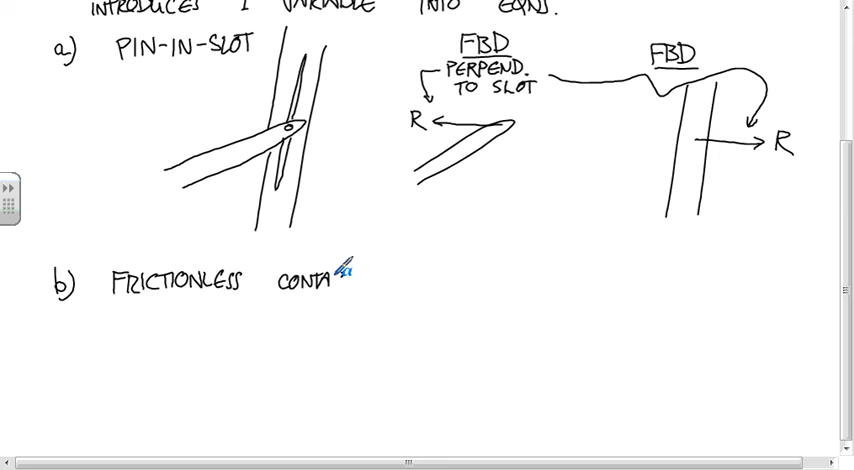 INTRODUCES 1 VARIABLE INTO EQNS.
a) PIN-IN-SLOT
FBD
PERPEND.
TO SLOT
R
FBD
R
b) FRICTIONLESS CONTA